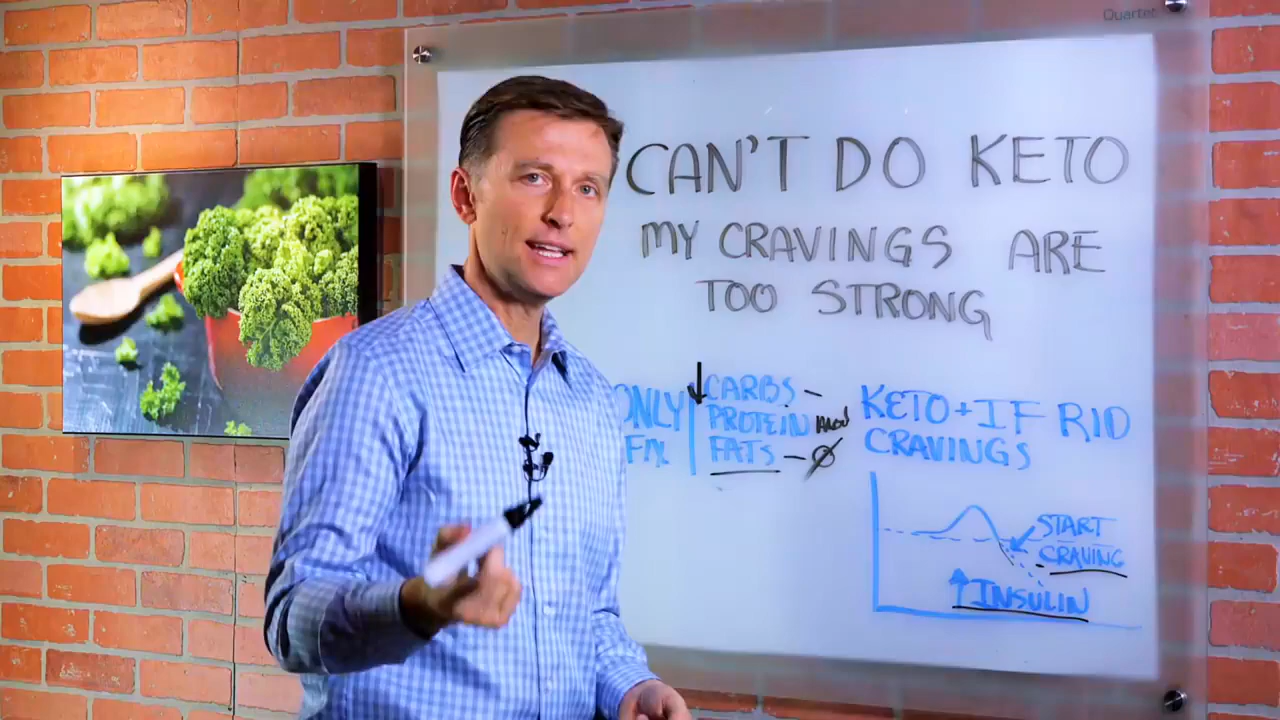 Quartet
CAN'T DO KETO
MY CRAVINGS ARE
TOO STRONG
ONLY
FIX
↓ CARBS -
PROTEIN mod
FATS - Ø
KETO + IF RID
CRAVINGS
START
CRAVING
↑ INSULIN